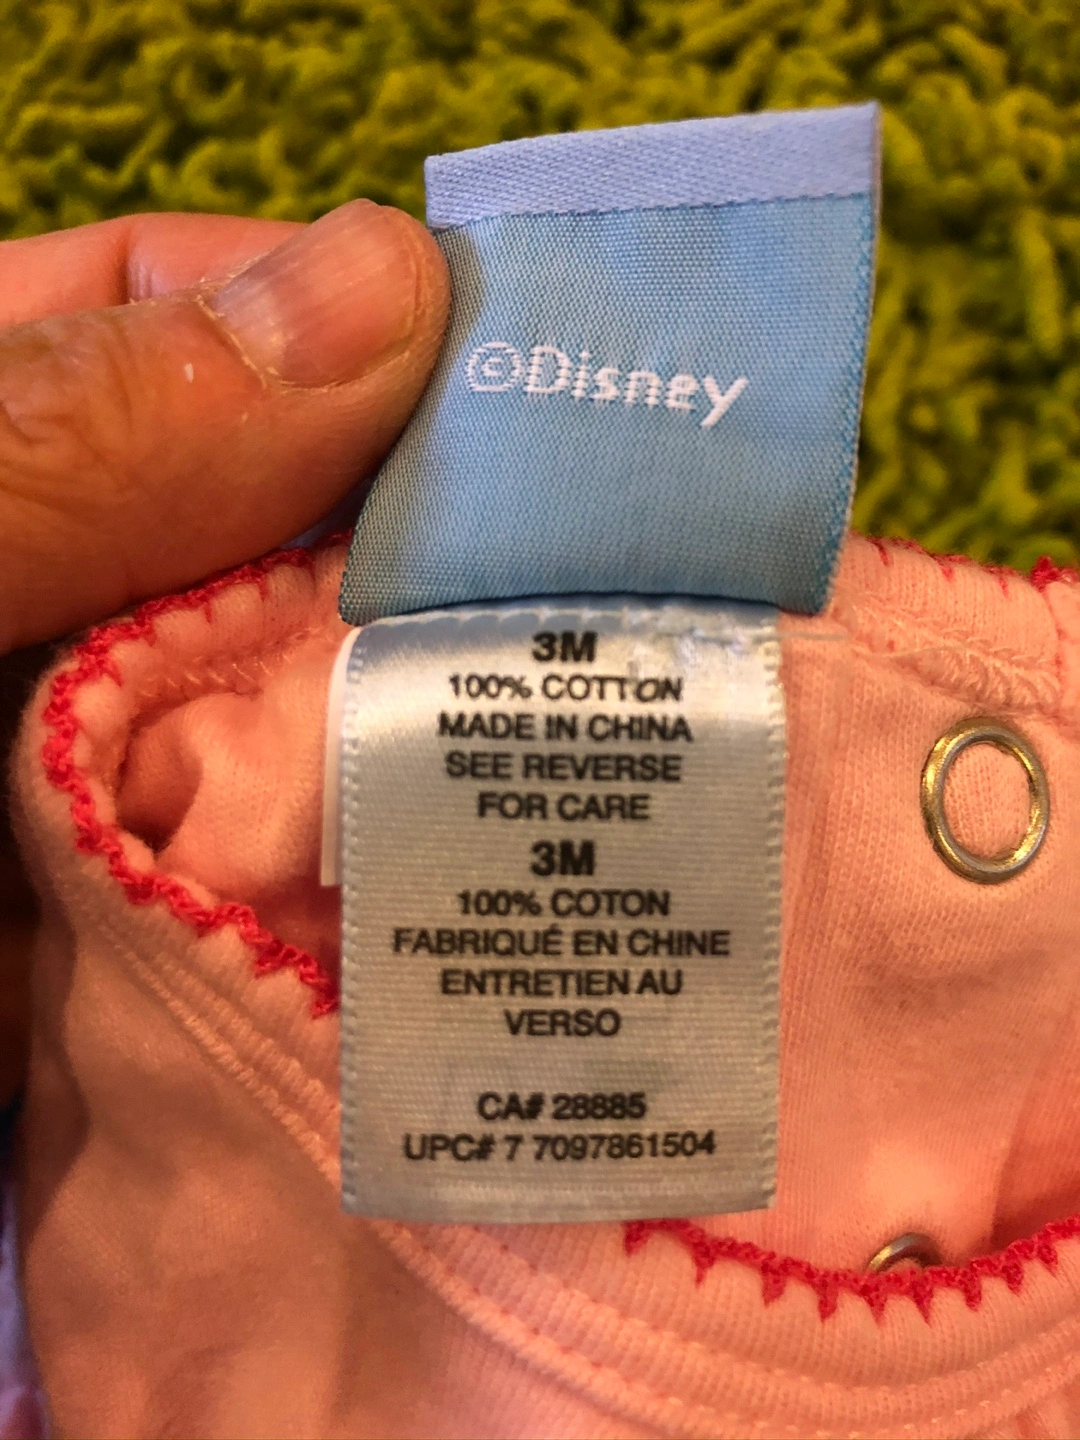 ©Disney
3M
100% COTTON
MADE IN CHINA
SEE REVERSE
FOR CARE
3M
100% COTON
FABRIQUÉ EN CHINE
ENTRETIEN AU
VERSO
CA# 28885
UPC# 7 7097861504